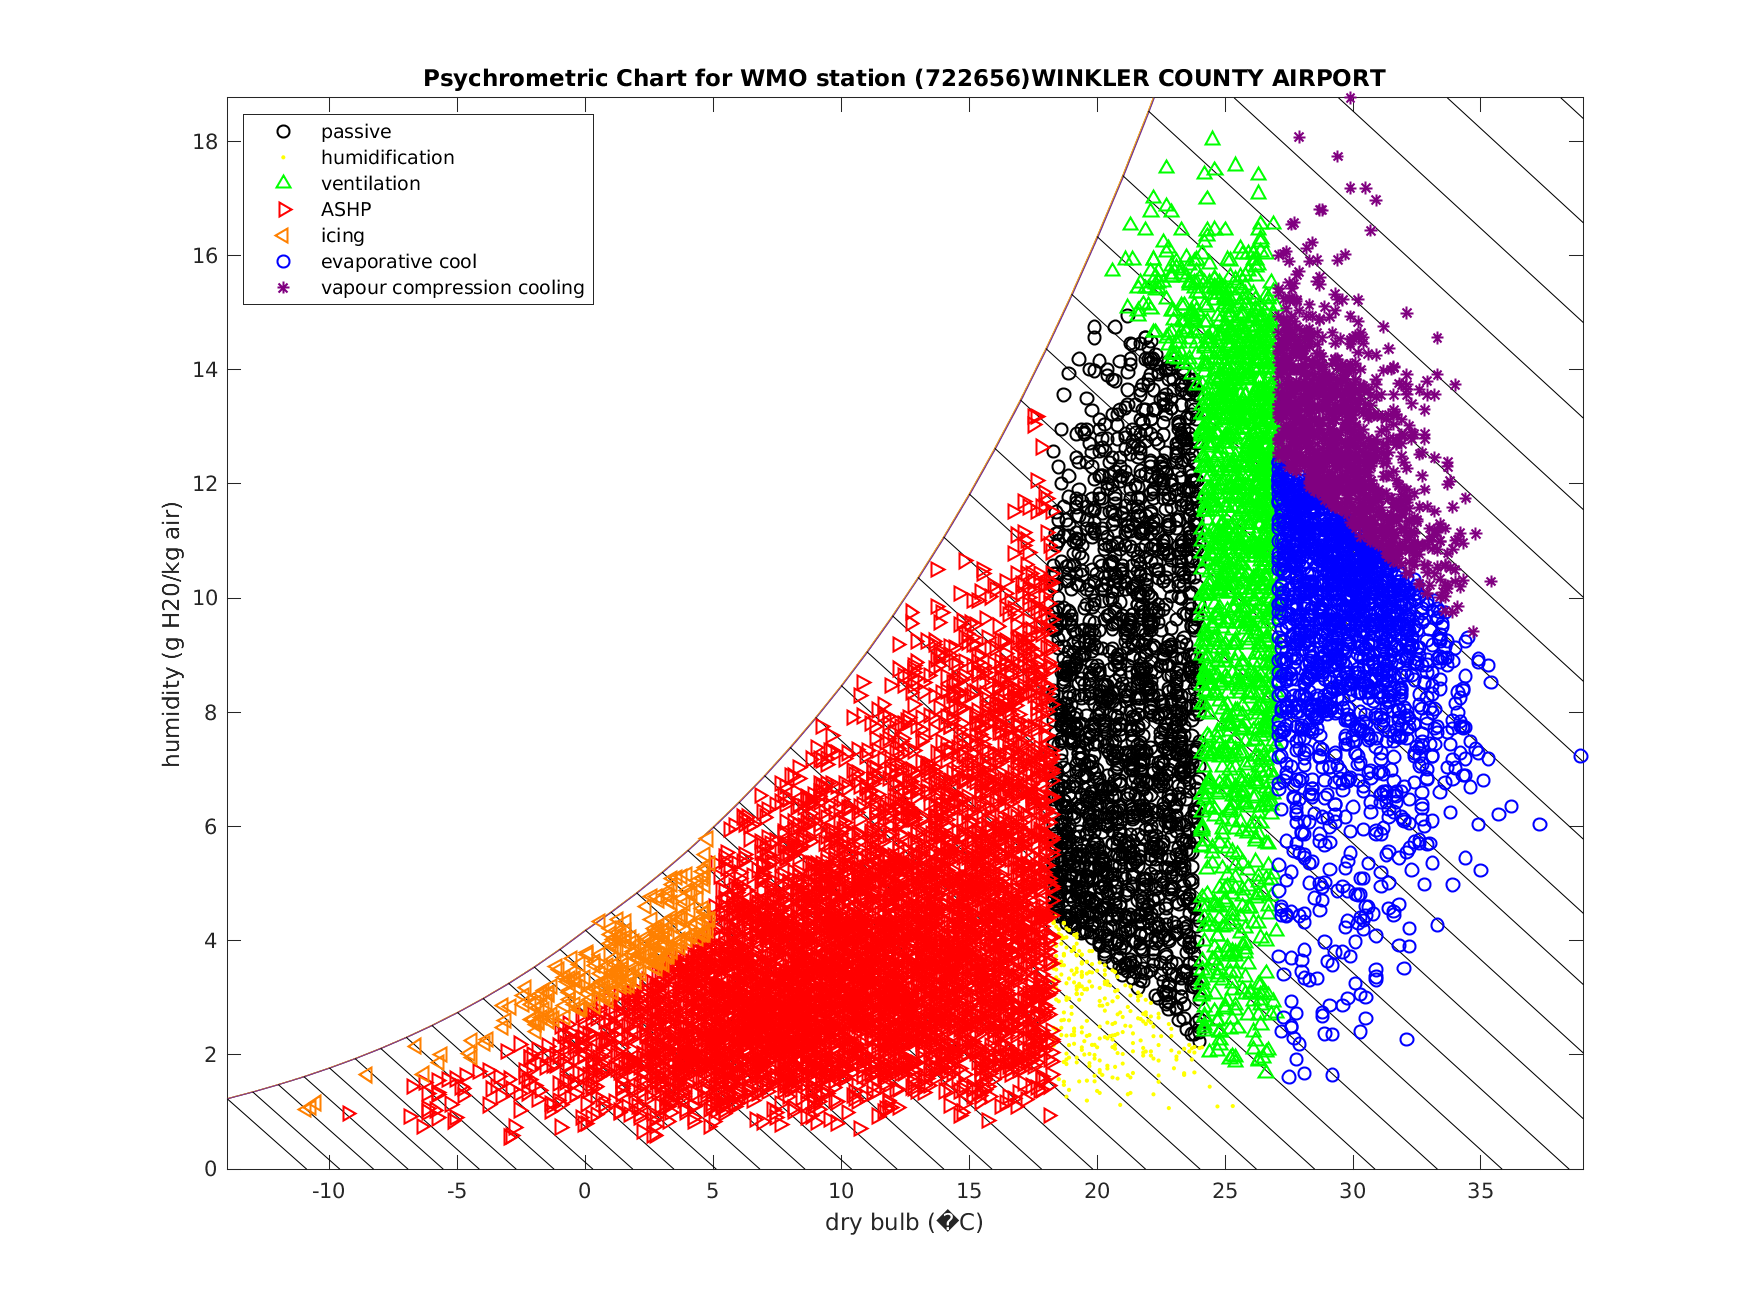 Psychrometric Chart for WMO station (722656)WINKLER COUNTY AIRPORT
passive
humidification
ventilation
ASHP
icing
evaporative cool
vapour compression cooling
humidity (g H20/kg air)
18
16
14
12
10
8
6
4
2
0
-10 -5 0 5 10 15 20 25 30 35
dry bulb (�C)